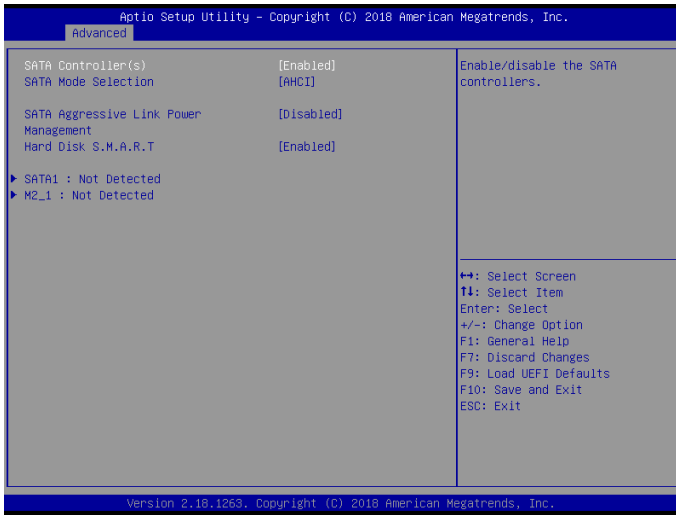 Aptio Setup Utility – Copyright (C) 2018 American Megatrends, Inc.
Advanced
SATA Controller(s) [Enabled]
SATA Mode Selection [AHCI]
SATA Aggressive Link Power [Disabled]
Management
Hard Disk S.M.A.R.T [Enabled]
SATA1 : Not Detected
M2_1 : Not Detected
Enable/disable the SATA
controllers.
↔: Select Screen
↑↓: Select Item
Enter: Select
+/-: Change Option
F1: General Help
F7: Discard Changes
F9: Load UEFI Defaults
F10: Save and Exit
ESC: Exit
Version 2.18.1263. Copyright (C) 2018 American Megatrends, Inc.